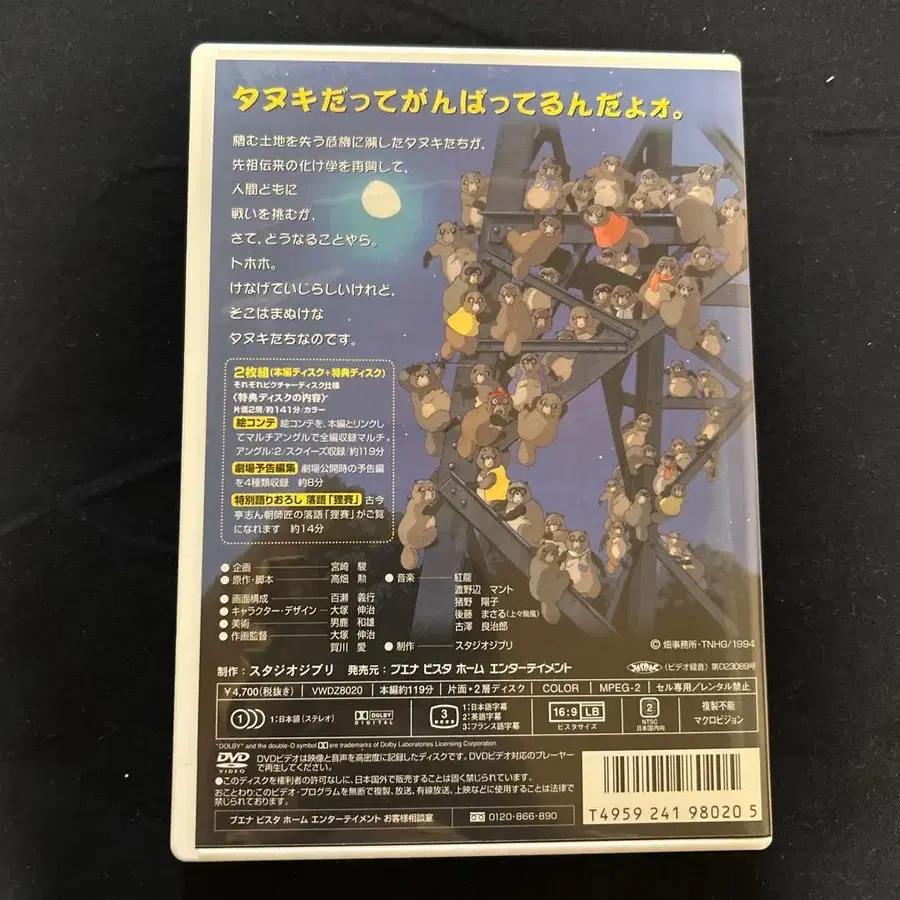 タヌキだってがんばってるんだよォ。
棲む土地を失う危機に瀕したタヌキたちが、
先祖伝来の化け学を再興して、
人間どもに
戦いを挑むが、
さて、どうなることやら。
トホホ。
けなげでいじらしいけれど、
そこはまぬけな
タヌキたちなのです。
2枚組(本編ディスク+特典ディスク)
それぞれピクチャーディスク仕様
〈特典ディスクの内容〉
片面2層/約141分/カラー
絵コンテ 絵コンテを、本編とリンクし
てマルチアングルで全編収録マルチ
アングル:2/スクイーズ収録/約119分
劇場予告編集 劇場公開時の予告編
を4種類収録 約8分
特別語りおろし 落語「狸賽」 古今
亭志ん朝師匠の落語「狸賽」がご覧
になれます 約14分
●企画 宮崎 駿
●原作・脚本 高畑 勲
●画面構成 百瀬 義行
●キャラクター・デザイン 大塚 伸治
●美術 男鹿 和雄
●作画監督 大塚 伸治
賀川 愛
●音楽 紅龍
渡野辺 マント
猪野 陽子
後藤 まさる(上々颱風)
古澤 良治郎
●制作 スタジオジブリ
© 畑事務所・TNHG/1994
制作:スタジオジブリ 発売元:ブエナ ビスタ ホーム エンターテイメント
(ビデオ録音) 第023089号
¥4,700(税抜き) VWDZ8020 本編約119分 片面・2層ディスク COLOR MPEG-2 セル専用/レンタル禁止
1 1:日本語(ステレオ) DOLBY DIGITAL
3 1:日本語字幕
2:英語字幕
3:フランス語字幕
16:9 LB
ビスタサイズ
2
NTSC
日本国内向
複製不能
マクロビジョン
"DOLBY" and the double-D symbol are trademarks of Dolby Laboratories Licensing Corporation.
DVD VIDEO
DVDビデオは映像と音声を高密度に記録したディスクです。DVDビデオ対応のプレーヤー
で再生してください。
●このディスクを権利者の許可なしに、日本国外で販売することは固く禁じられています。
おことわり:このビデオ・プログラムを無断で複製、放送、有線放送、上映などに使用することは法律で
禁じられております。
ブエナ ビスタ ホーム エンターテイメント お客様相談室 0120-866-890
T4959 241 98020 5